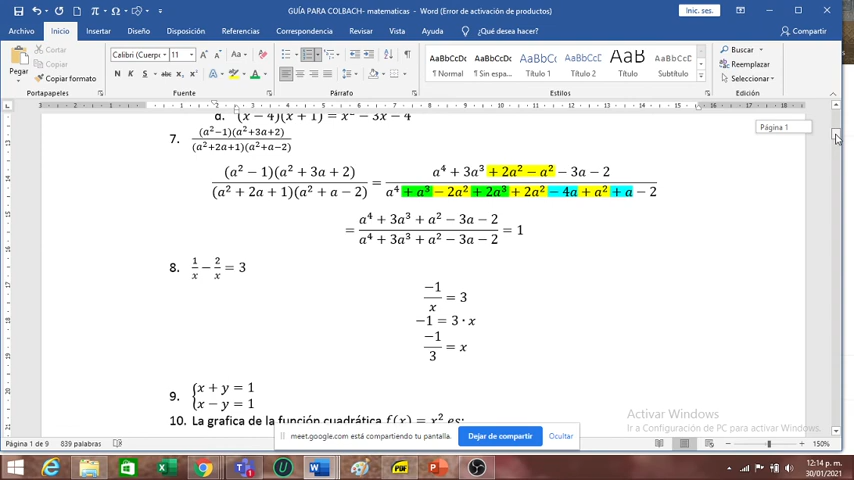 GUÍA PARA COLBACH- matematicas - Word (Error de activación de productos)
Inic. ses.
Archivo Inicio Insertar Diseño Disposición Referencias Correspondencia Revisar Vista Ayuda ¿Qué desea hacer? Compartir
Pegar
Cortar
Copiar
Copiar formato
Portapapeles
Calibri (Cuerp 11
Fuente
Párrafo
AaBbCcDc AaBbCcDc AaBbCc AaBbCcD AaB AaBbCcD
¶ Normal ¶ Sin espa... Título 1 Título 2 Título Subtítulo
Estilos
Buscar
Reemplazar
Seleccionar
Edición
Página 1
d. (x − 4)(x + 1) = x² − 3x − 4
7. (a²−1)(a²+3a+2) / (a²+2a+1)(a²+a−2)
(a² − 1)(a² + 3a + 2) / (a² + 2a + 1)(a² + a − 2) = a⁴ + 3a³ + 2a² − a² − 3a − 2 / a⁴ + a³ − 2a² + 2a³ + 2a² − 4a + a² + a − 2
= a⁴ + 3a³ + a² − 3a − 2 / a⁴ + 3a³ + a² − 3a − 2 = 1
8. 1/x − 2/x = 3
−1/x = 3
−1 = 3 · x
−1/3 = x
9. {x + y = 1
x − y = 1
10. La grafica de la función cuadrática f(x) = x² es:
Activar Windows
Ir a Configuración de PC para activar Windows.
meet.google.com está compartiendo tu pantalla. Dejar de compartir Ocultar
Página 1 de 9 839 palabras 150%
12:14 p. m.
30/01/2021